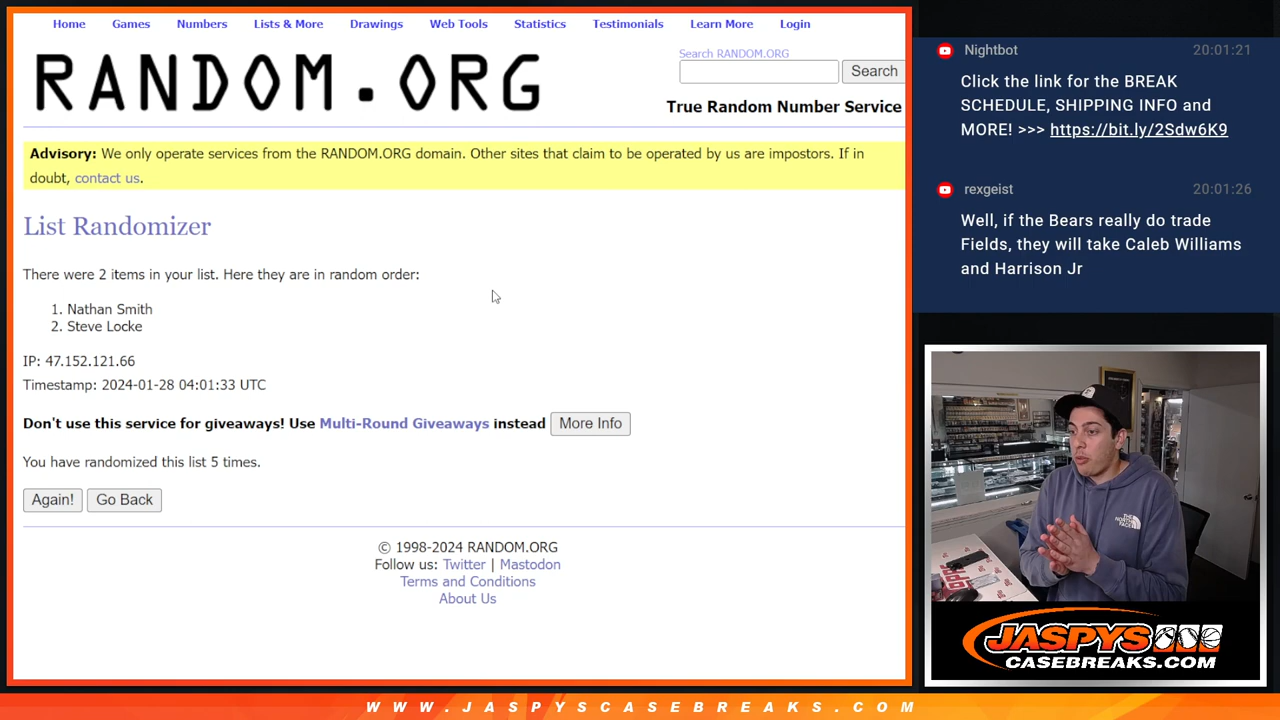 Home Games Numbers Lists & More Drawings Web Tools Statistics Testimonials Learn More Login
RANDOM.ORG
Search RANDOM.ORG
Search
True Random Number Service
Advisory: We only operate services from the RANDOM.ORG domain. Other sites that claim to be operated by us are impostors. If in
doubt, contact us.
List Randomizer
There were 2 items in your list. Here they are in random order:
1. Nathan Smith
2. Steve Locke
IP: 47.152.121.66
Timestamp: 2024-01-28 04:01:33 UTC
Don't use this service for giveaways! Use Multi-Round Giveaways instead More Info
You have randomized this list 5 times.
Again! Go Back
© 1998-2024 RANDOM.ORG
Follow us: Twitter | Mastodon
Terms and Conditions
About Us
Nightbot 20:01:21
Click the link for the BREAK
SCHEDULE, SHIPPING INFO and
MORE! >>> https://bit.ly/2Sdw6K9
rexgeist 20:01:26
Well, if the Bears really do trade
Fields, they will take Caleb Williams
and Harrison Jr
THE
NORTH
FACE
JASPYS
CASEBREAKS.COM
WWW.JASPYSCASEBREAKS.COM